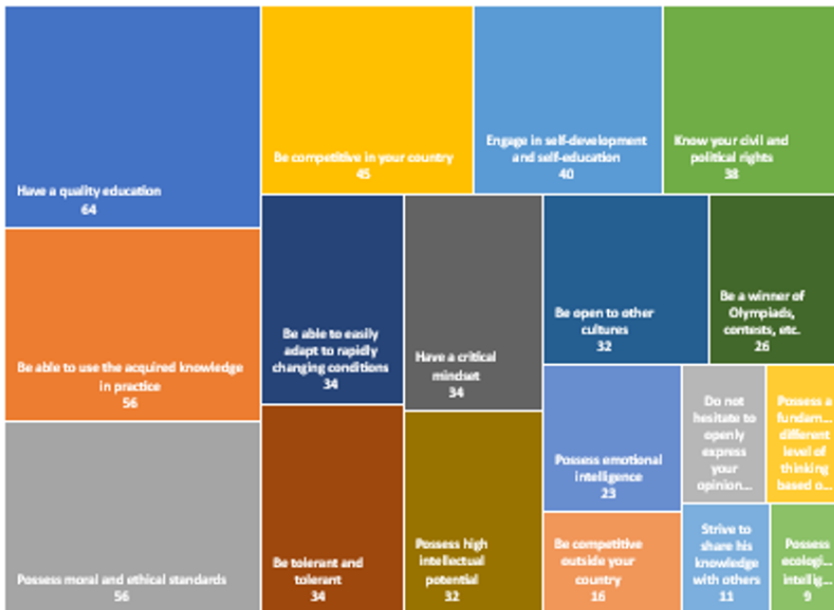 Have a quality education
64
Be competitive in your country
45
Engage in self-development
and self-education
40
Know your civil and
political rights
38
Be able to use the acquired knowledge
in practice
56
Be able to easily
adapt to rapidly
changing conditions
34
Have a critical
mindset
34
Be open to other
cultures
32
Be a winner of
Olympiads,
contests, etc.
26
Possess moral and ethical standards
56
Be tolerant and
tolerant
34
Possess high
intellectual
potential
32
Possess emotional
intelligence
23
Do not
hesitate to
openly
express
your
opinion...
Possess a
fundam...
different
level of
thinking
based o...
Be competitive
outside your
country
16
Strive to
share his
knowledge
with others
11
Possess
ecologi...
intellig...
9